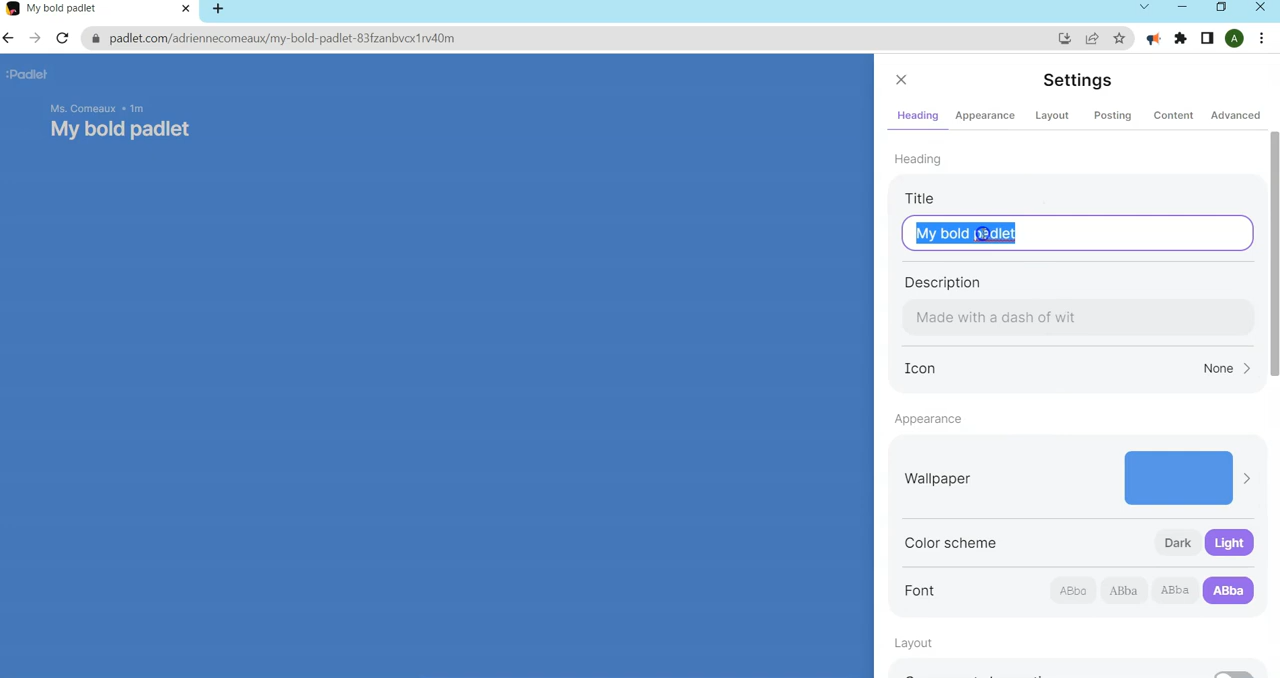 My bold padlet
padlet.com/adriennecomeaux/my-bold-padlet-83fzanbvcx1rv40m
A
:Padlet
Ms. Comeaux • 1m
My bold padlet
Settings
Heading Appearance Layout Posting Content Advanced
Heading
Title
My bold padlet
Description
Made with a dash of wit
Icon None
Appearance
Wallpaper
Color scheme Dark Light
Font ABba ABba ABba ABba
Layout